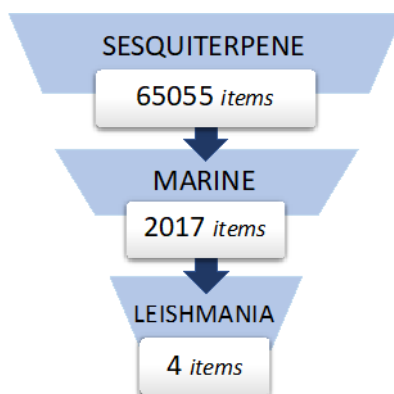 SESQUITERPENE
65055 items
MARINE
2017 items
LEISHMANIA
4 items